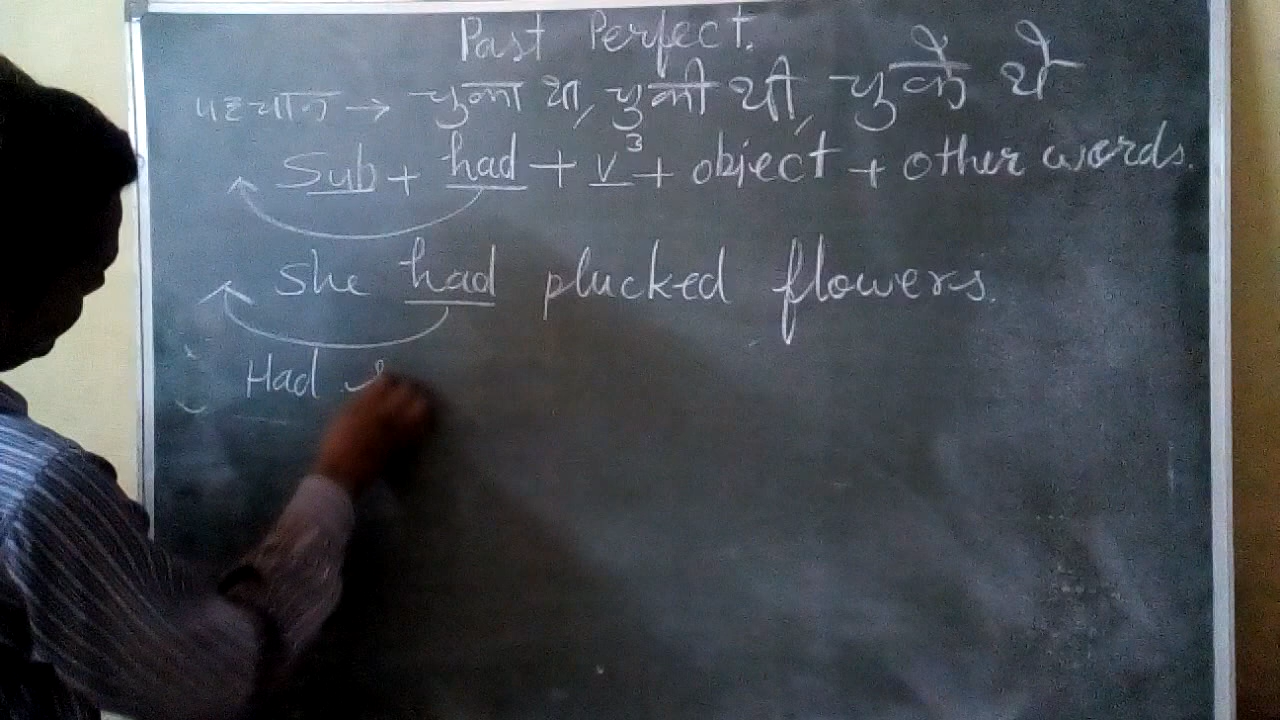 Past Perfect.
पहचान → चुका था, चुकी थी, चुके थे
Sub + had + V³ + object + other words.
She had plucked flowers.
Had s